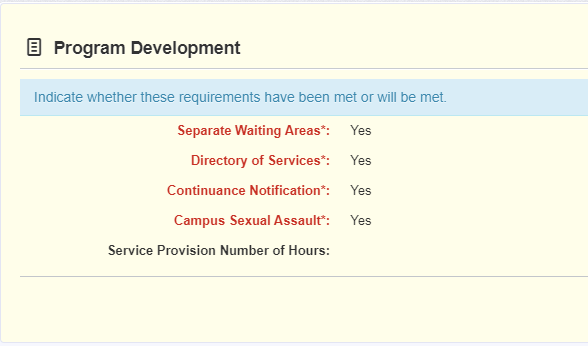 Program Development
Indicate whether these requirements have been met or will be met.
Separate Waiting Areas*: Yes
Directory of Services*: Yes
Continuance Notification*: Yes
Campus Sexual Assault*: Yes
Service Provision Number of Hours: